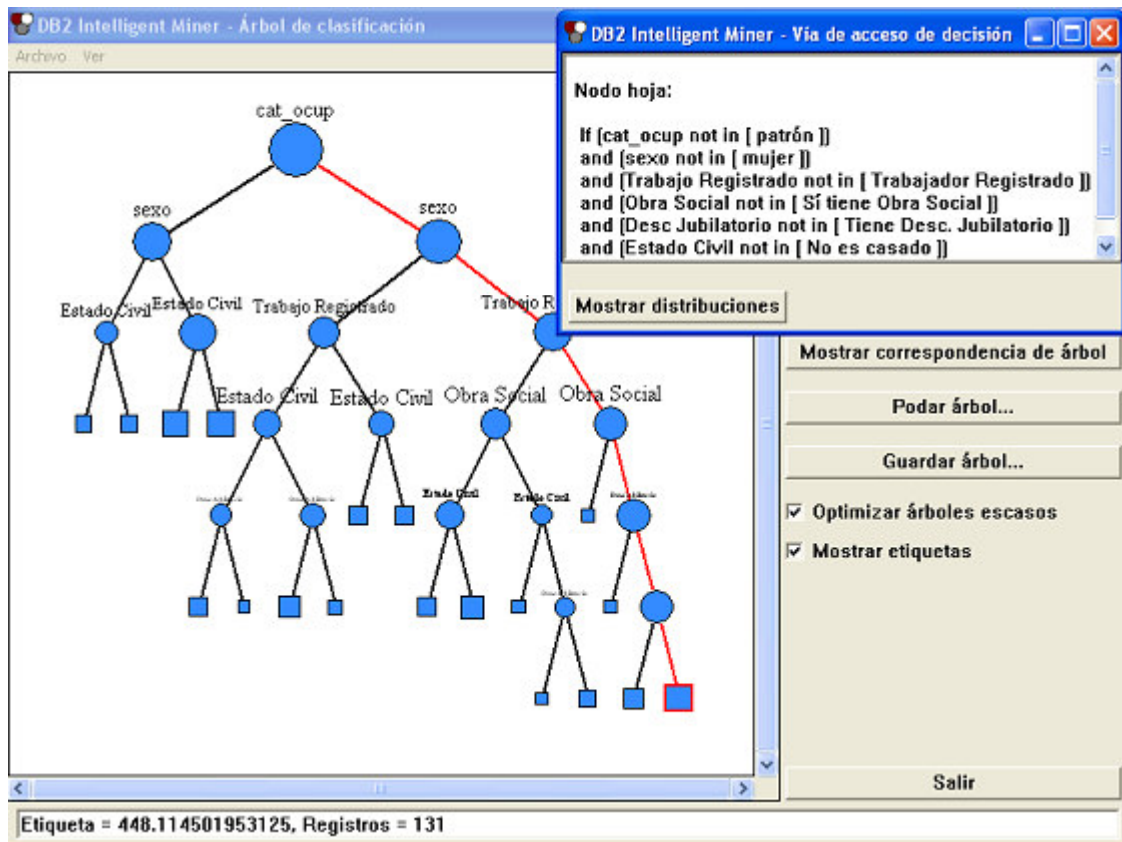 DB2 Intelligent Miner - Árbol de clasificación
Archivo Ver
DB2 Intelligent Miner - Vía de acceso de decisión
Nodo hoja:
If (cat_ocup not in [ patrón ])
and (sexo not in [ mujer ])
and (Trabajo Registrado not in [ Trabajador Registrado ])
and (Obra Social not in [ Sí tiene Obra Social ])
and (Desc Jubilatorio not in [ Tiene Desc. Jubilatorio ])
and (Estado Civil not in [ No es casado ])
Mostrar distribuciones
cat_ocup
sexo
sexo
Estado Civil
Estado Civil
Trabajo Registrado
Trabajo R
Estado Civil
Estado Civil
Obra Social
Obra Social
Estado Civil
Estado Civil
Mostrar correspondencia de árbol
Podar árbol...
Guardar árbol...
Optimizar árboles escasos
Mostrar etiquetas
Salir
Etiqueta = 448.114501953125, Registros = 131